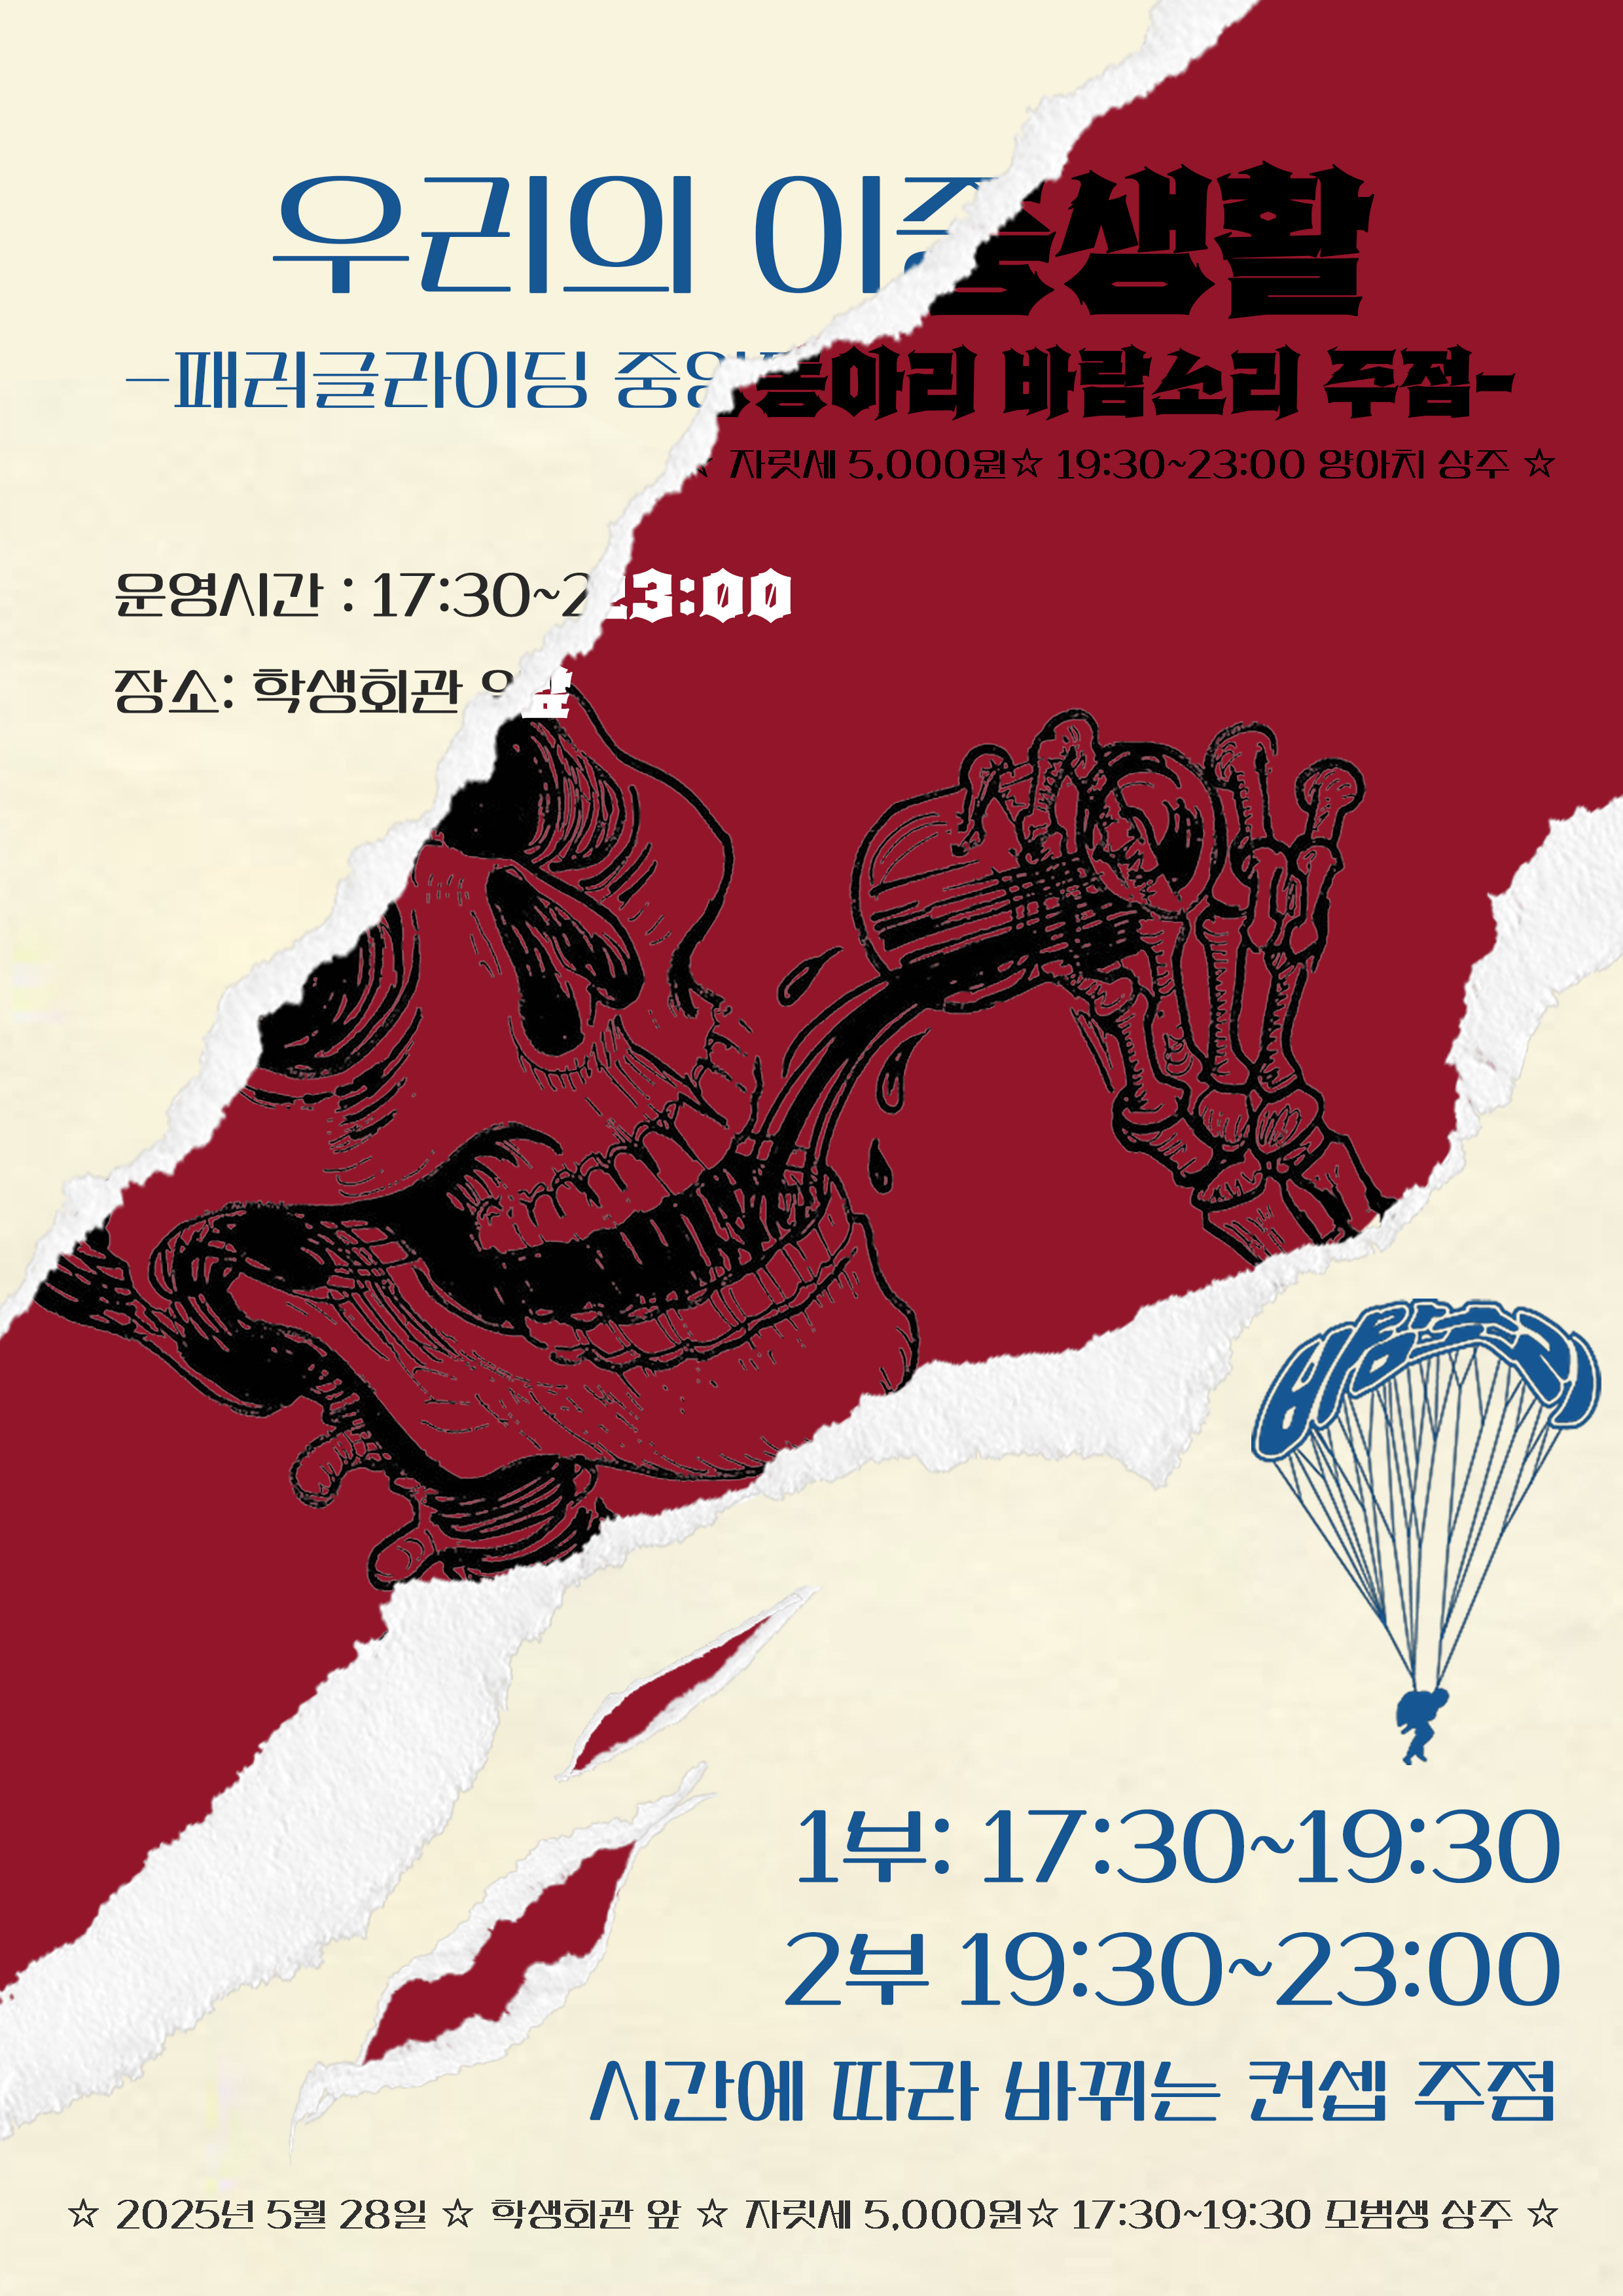 우리의 이중생활
-패러글라이딩 중앙동아리 바람소리 주점-
☆ 자릿세 5,000원☆ 19:30~23:00 양아치 상주 ☆
운영시간 : 17:30~23:00
장소: 학생회관 앞
바람소리
1부: 17:30~19:30
2부 19:30~23:00
시간에 따라 바뀌는 컨셉 주점
☆ 2025년 5월 28일 ☆ 학생회관 앞 ☆ 자릿세 5,000원☆ 17:30~19:30 모범생 상주 ☆